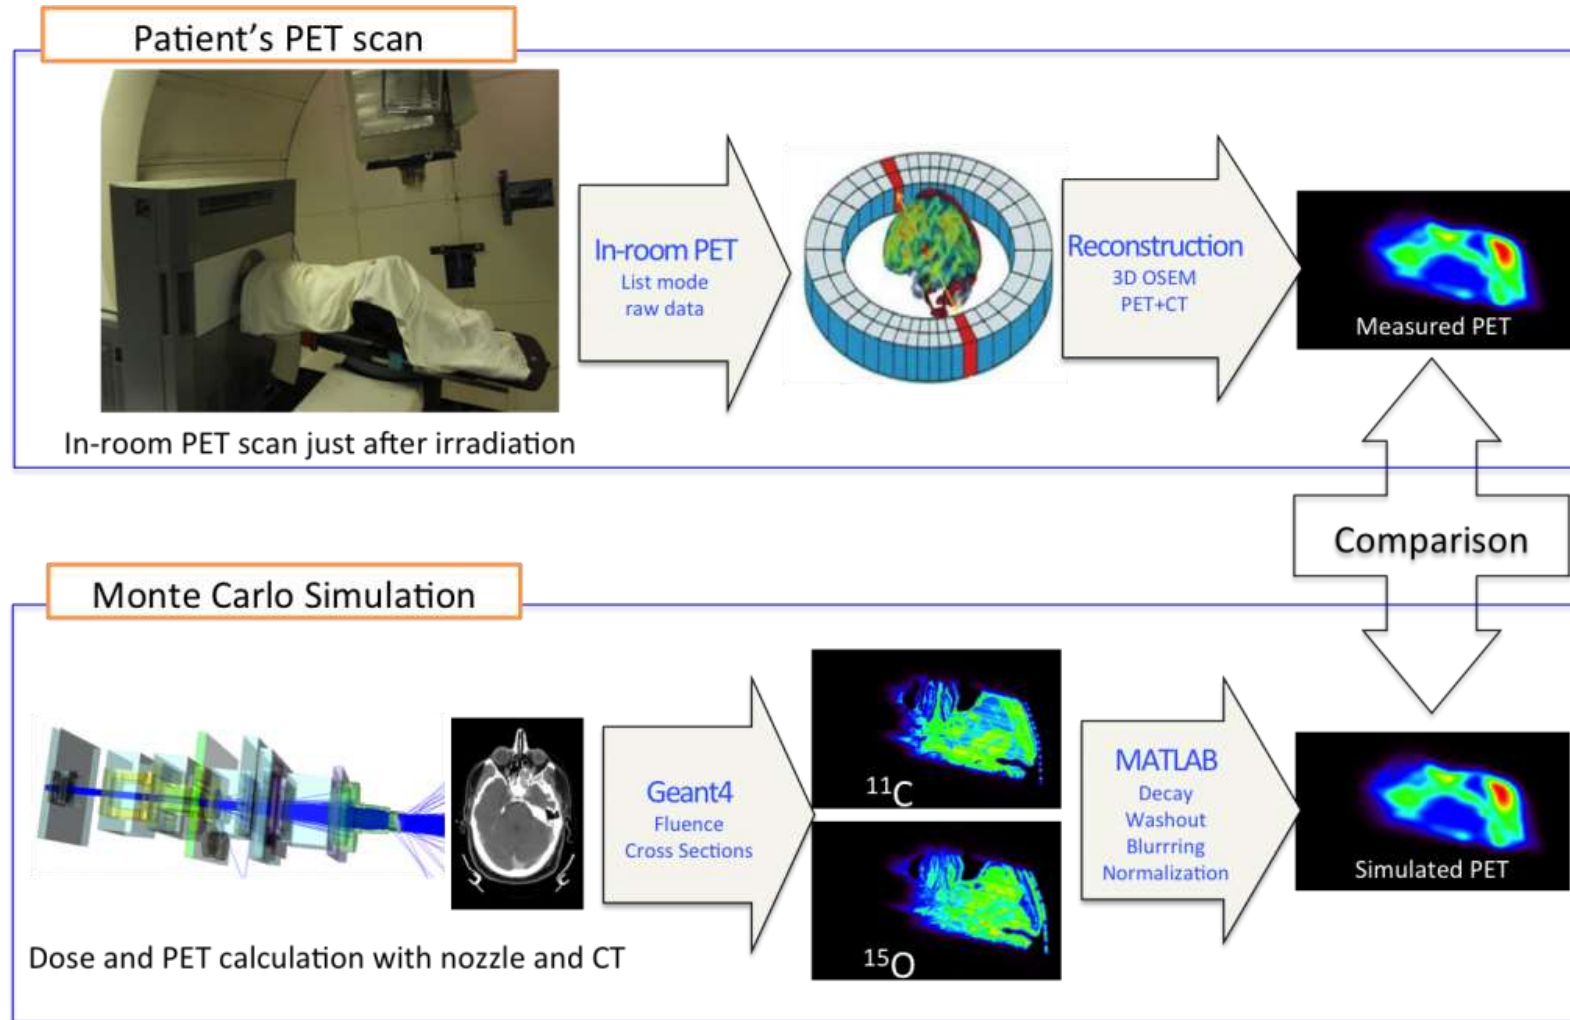 Patient's PET scan
In-room PET
List mode
raw data
Reconstruction
3D OSEM
PET+CT
Measured PET
In-room PET scan just after irradiation
Comparison
Monte Carlo Simulation
Geant4
Fluence
Cross Sections
¹¹C
¹⁵O
MATLAB
Decay
Washout
Blurrring
Normalization
Simulated PET
Dose and PET calculation with nozzle and CT